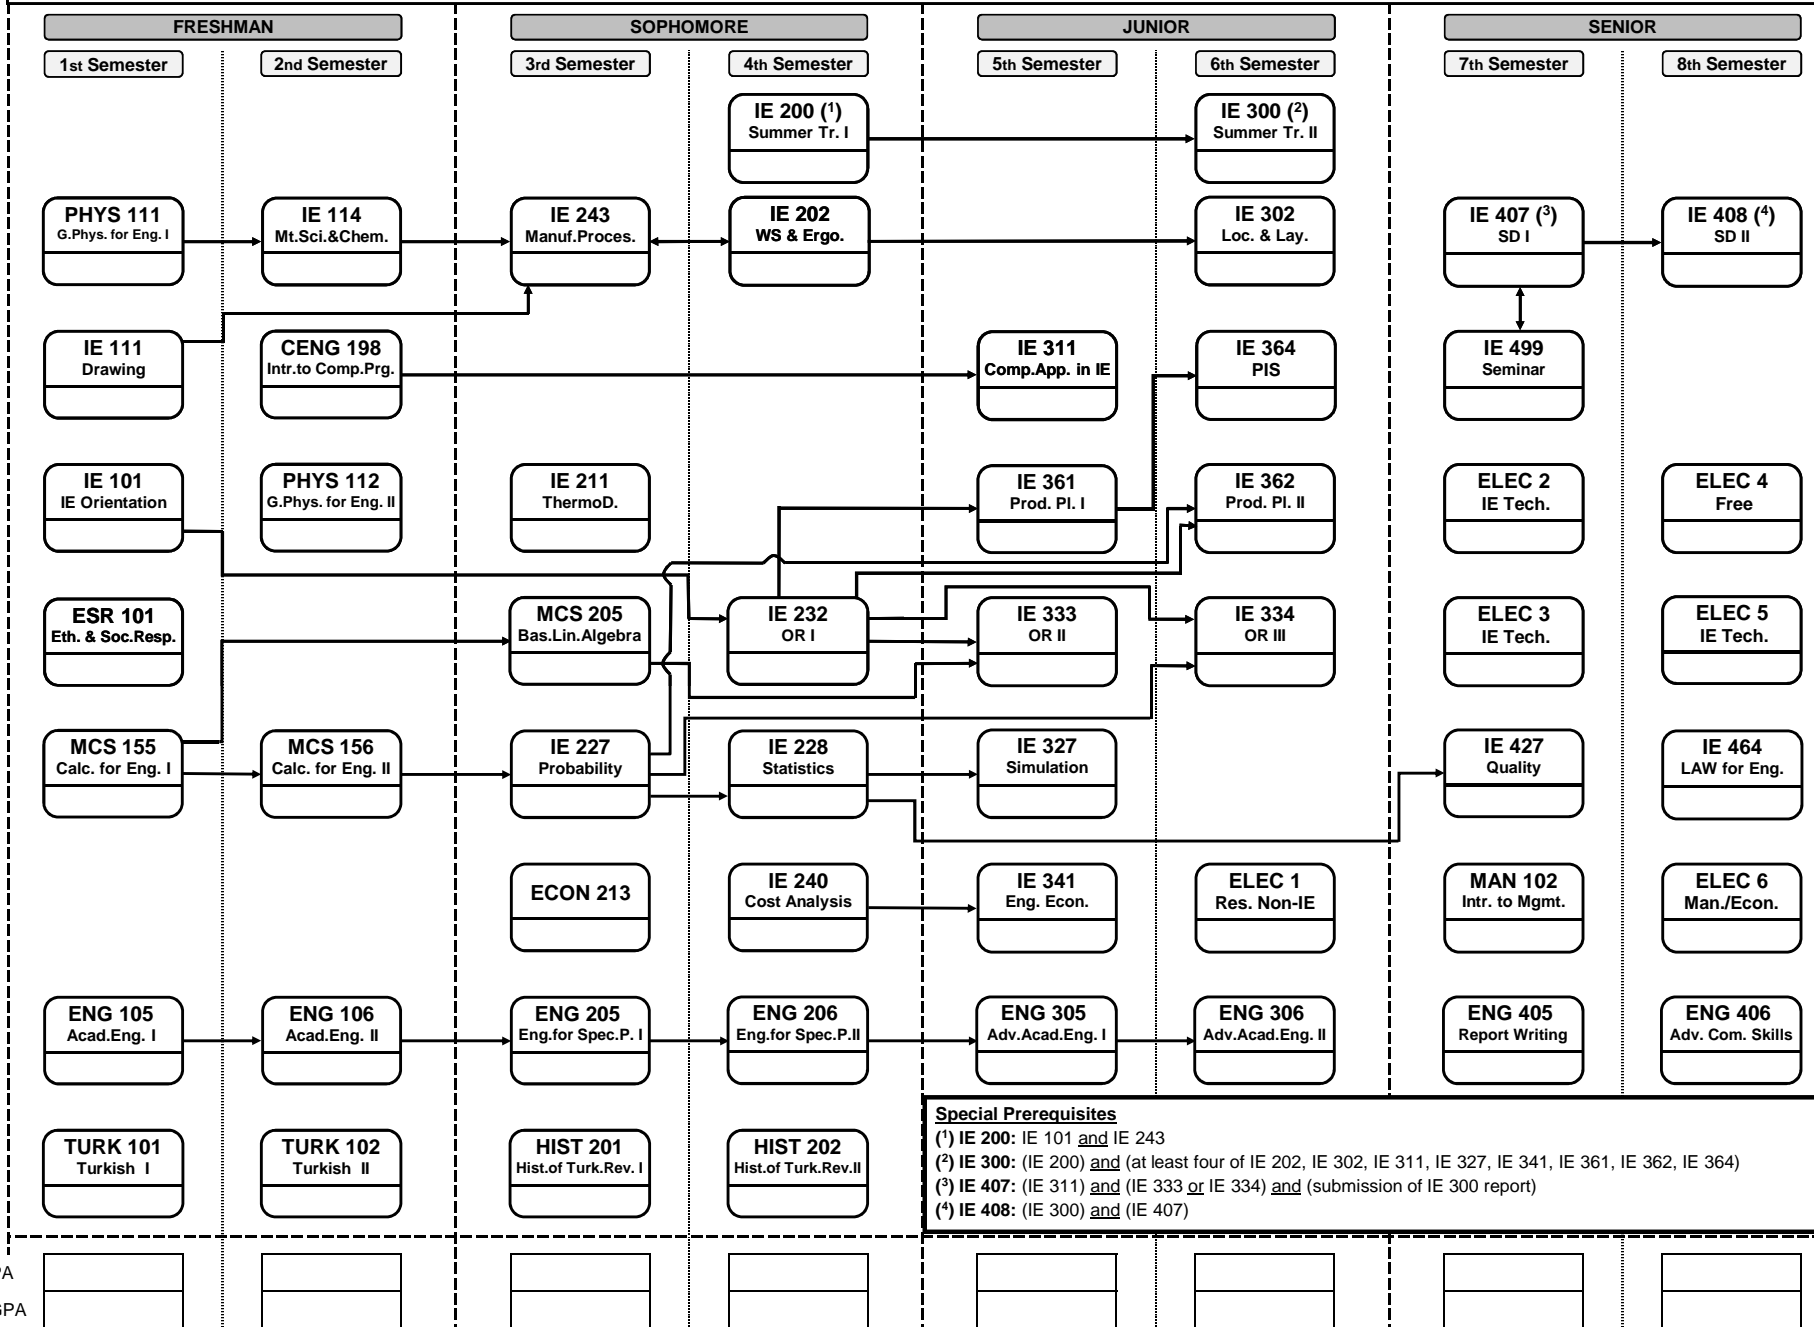 FRESHMAN
SOPHOMORE
JUNIOR
SENIOR
1st Semester
2nd Semester
3rd Semester
4th Semester
5th Semester
6th Semester
7th Semester
8th Semester
IE 200 (¹)
Summer Tr. I
IE 300 (²)
Summer Tr. II
PHYS 111
G.Phys. for Eng. I
IE 114
Mt.Sci.&Chem.
IE 243
Manuf.Proces.
IE 202
WS & Ergo.
IE 302
Loc. & Lay.
IE 407 (³)
SD I
IE 408 (⁴)
SD II
IE 111
Drawing
CENG 198
Intr.to Comp.Prg.
IE 311
Comp.App. in IE
IE 364
PIS
IE 499
Seminar
IE 101
IE Orientation
PHYS 112
G.Phys. for Eng. II
IE 211
ThermoD.
IE 361
Prod. Pl. I
IE 362
Prod. Pl. II
ELEC 2
IE Tech.
ELEC 4
Free
ESR 101
Eth. & Soc.Resp.
MCS 205
Bas.Lin.Algebra
IE 232
OR I
IE 333
OR II
IE 334
OR III
ELEC 3
IE Tech.
ELEC 5
IE Tech.
MCS 155
Calc. for Eng. I
MCS 156
Calc. for Eng. II
IE 227
Probability
IE 228
Statistics
IE 327
Simulation
IE 427
Quality
IE 464
LAW for Eng.
ECON 213
IE 240
Cost Analysis
IE 341
Eng. Econ.
ELEC 1
Res. Non-IE
MAN 102
Intr. to Mgmt.
ELEC 6
Man./Econ.
ENG 105
Acad.Eng. I
ENG 106
Acad.Eng. II
ENG 205
Eng.for Spec.P. I
ENG 206
Eng.for Spec.P.II
ENG 305
Adv.Acad.Eng. I
ENG 306
Adv.Acad.Eng. II
ENG 405
Report Writing
ENG 406
Adv. Com. Skills
TURK 101
Turkish I
TURK 102
Turkish II
HIST 201
Hist.of Turk.Rev. I
HIST 202
Hist.of Turk.Rev.II
Special Prerequisites
(¹) IE 200: IE 101 and IE 243
(²) IE 300: (IE 200) and (at least four of IE 202, IE 302, IE 311, IE 327, IE 341, IE 361, IE 362, IE 364)
(³) IE 407: (IE 311) and (IE 333 or IE 334) and (submission of IE 300 report)
(⁴) IE 408: (IE 300) and (IE 407)
PA
GPA